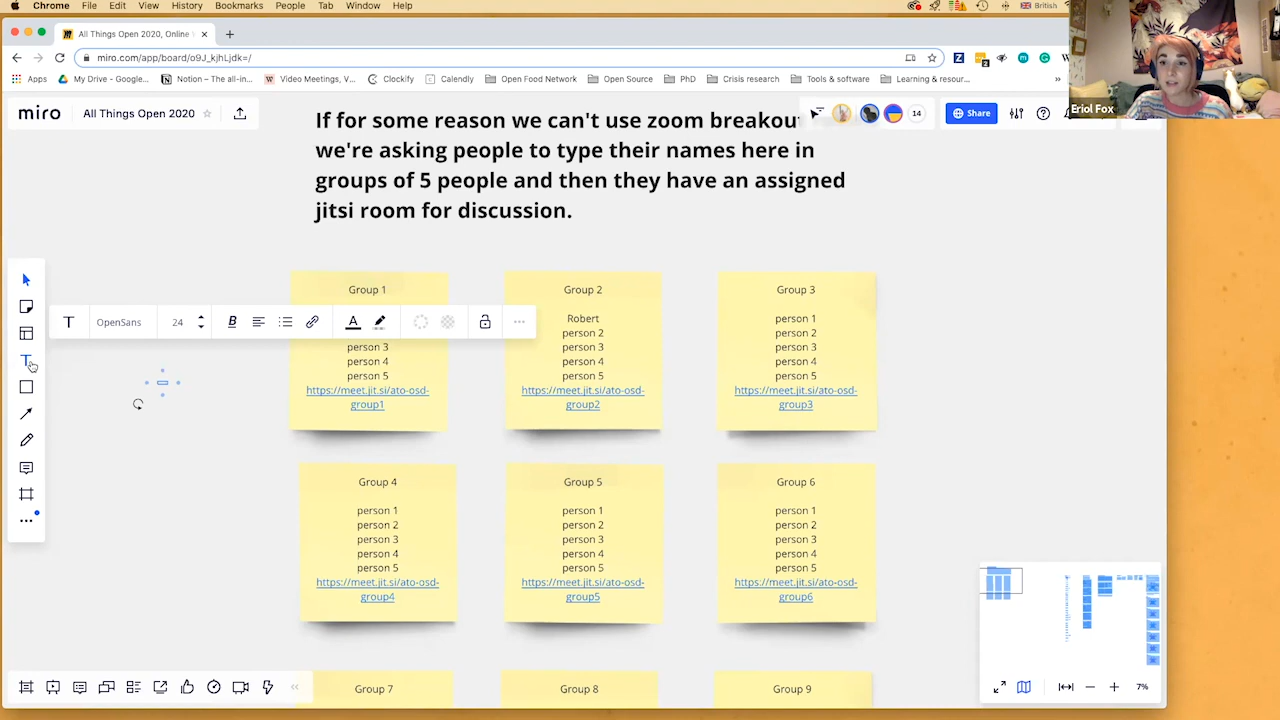 Chrome File Edit View History Bookmarks People Tab Window Help
British
All Things Open 2020, Online
miro.com/app/board/o9J_kjhLjdk=/
Apps My Drive - Google... Notion – The all-in... Video Meetings, V... Clockify Calendly Open Food Network Open Source PhD Crisis research Tools & software Learning & resour... »
Eriol Fox
miro All Things Open 2020
14 Share
If for some reason we can't use zoom breakou
we're asking people to type their names here in
groups of 5 people and then they have an assigned
jitsi room for discussion.
T OpenSans 24 B A
Group 1
person 3
person 4
person 5
https://meet.jit.si/ato-osd-
group1
Group 2
Robert
person 2
person 3
person 4
person 5
https://meet.jit.si/ato-osd-
group2
Group 3
person 1
person 2
person 3
person 4
person 5
https://meet.jit.si/ato-osd-
group3
Group 4
person 1
person 2
person 3
person 4
person 5
https://meet.jit.si/ato-osd-
group4
Group 5
person 1
person 2
person 3
person 4
person 5
https://meet.jit.si/ato-osd-
group5
Group 6
person 1
person 2
person 3
person 4
person 5
https://meet.jit.si/ato-osd-
group6
Group 7
Group 8
Group 9
7%